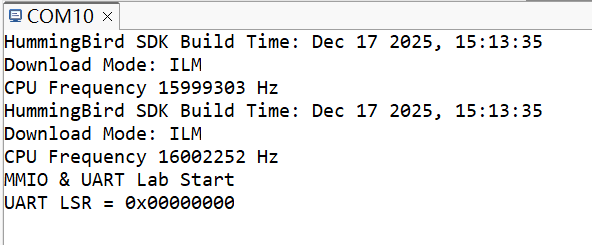 COM10
HummingBird SDK Build Time: Dec 17 2025, 15:13:35
Download Mode: ILM
CPU Frequency 15999303 Hz
HummingBird SDK Build Time: Dec 17 2025, 15:13:35
Download Mode: ILM
CPU Frequency 16002252 Hz
MMIO & UART Lab Start
UART LSR = 0x00000000